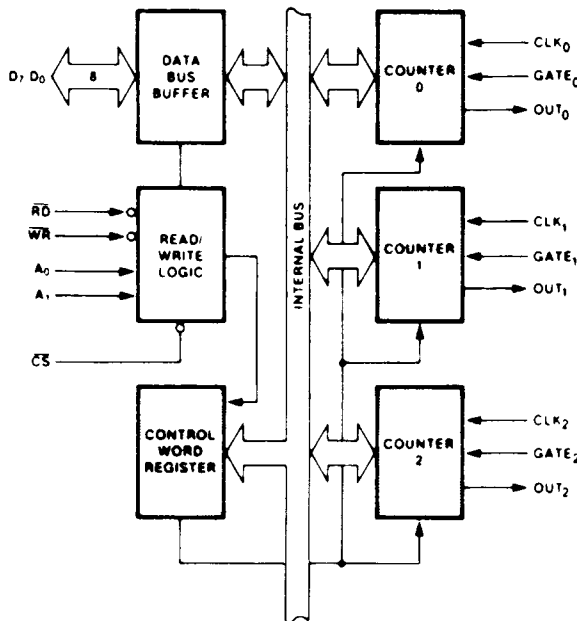 D7 D0
8
DATA
BUS
BUFFER
COUNTER
0
CLK0
GATE0
OUT0
RD
WR
A0
A1
CS
READ/
WRITE
LOGIC
INTERNAL BUS
COUNTER
1
CLK1
GATE1
OUT1
CONTROL
WORD
REGISTER
COUNTER
2
CLK2
GATE2
OUT2